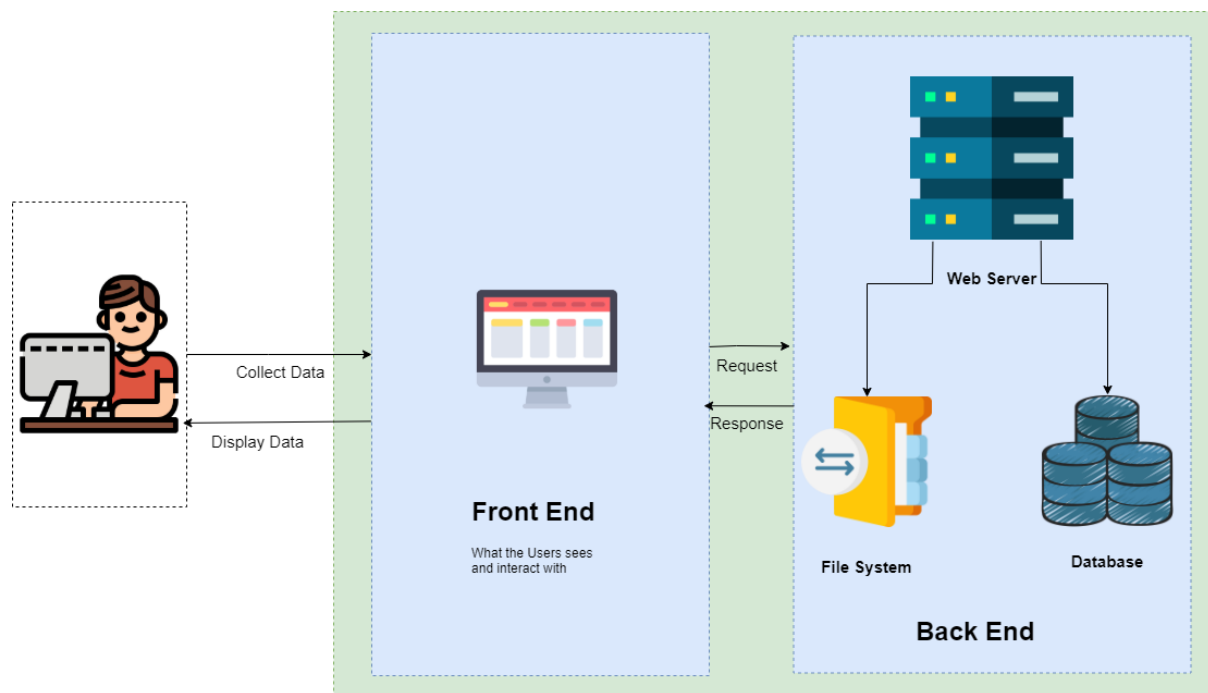 Collect Data
Display Data
Front End
What the Users sees
and interact with
Request
Response
Web Server
File System
Database
Back End